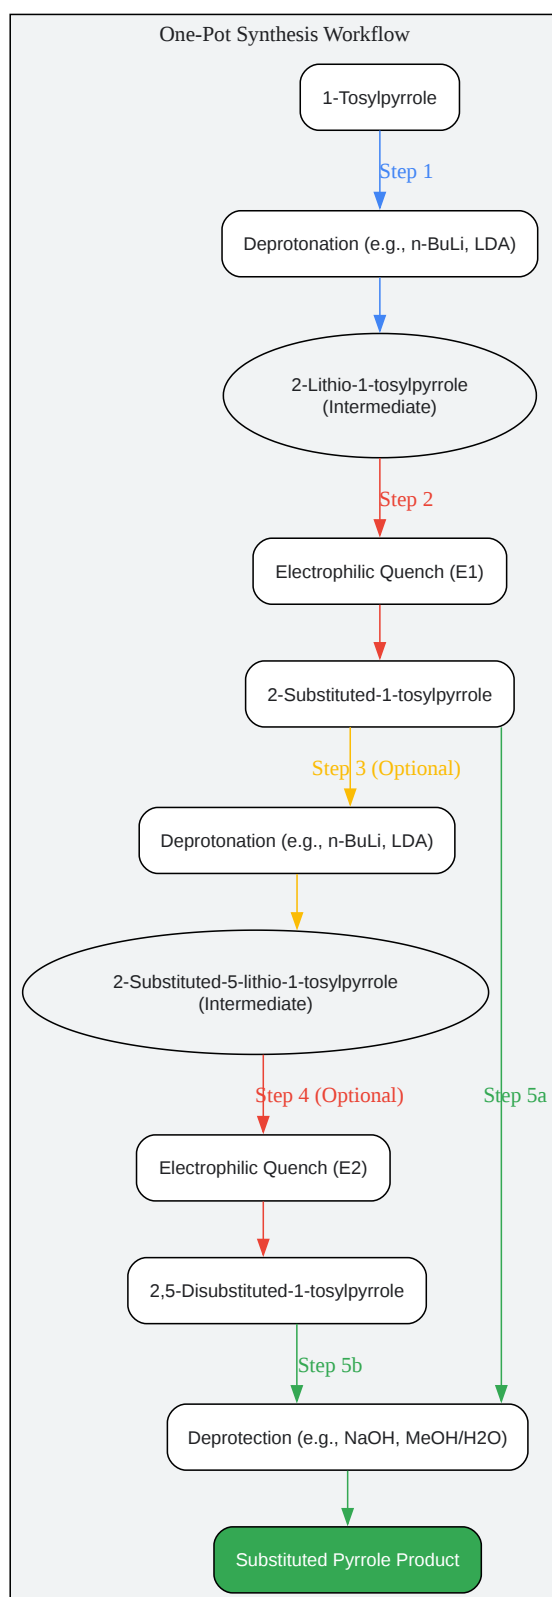 One-Pot Synthesis Workflow
1-Tosylpyrrole
Step 1
Deprotonation (e.g., n-BuLi, LDA)
2-Lithio-1-tosylpyrrole
(Intermediate)
Step 2
Electrophilic Quench (E1)
2-Substituted-1-tosylpyrrole
Step 3 (Optional)
Deprotonation (e.g., n-BuLi, LDA)
2-Substituted-5-lithio-1-tosylpyrrole
(Intermediate)
Step 4 (Optional)
Step 5a
Electrophilic Quench (E2)
2,5-Disubstituted-1-tosylpyrrole
Step 5b
Deprotection (e.g., NaOH, MeOH/H2O)
Substituted Pyrrole Product